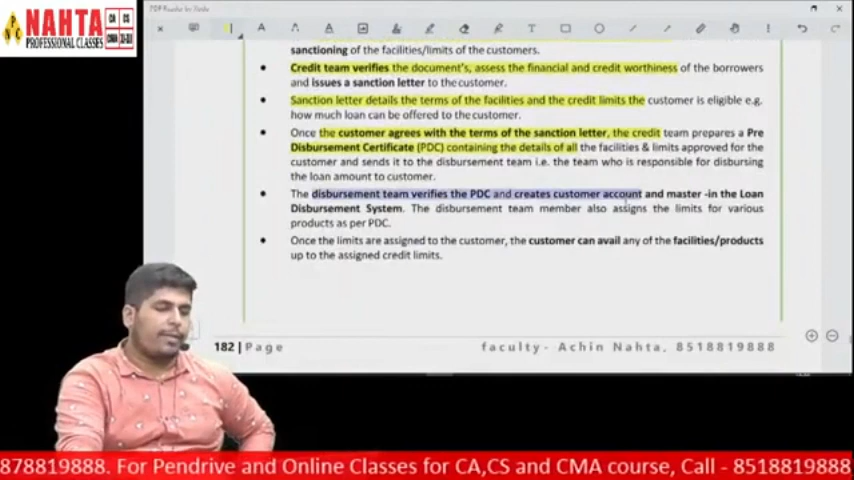 PDF Reader by Xodo
NAHTA
PROFESSIONAL CLASSES
CA
CS
CMA
XI-XII
sanctioning of the facilities/limits of the customers.
• Credit team verifies the document's, assess the financial and credit worthiness of the borrowers
and issues a sanction letter to the customer.
• Sanction letter details the terms of the facilities and the credit limits the customer is eligible e.g.
how much loan can be offered to the customer.
• Once the customer agrees with the terms of the sanction letter, the credit team prepares a Pre
Disbursement Certificate (PDC) containing the details of all the facilities & limits approved for the
customer and sends it to the disbursement team i.e. the team who is responsible for disbursing
the loan amount to customer.
• The disbursement team verifies the PDC and creates customer account and master -in the Loan
Disbursement System. The disbursement team member also assigns the limits for various
products as per PDC.
• Once the limits are assigned to the customer, the customer can avail any of the facilities/products
up to the assigned credit limits.
182 | Page
faculty- Achin Nahta. 8518819888
878819888. For Pendrive and Online Classes for CA,CS and CMA course, Call - 8518819888